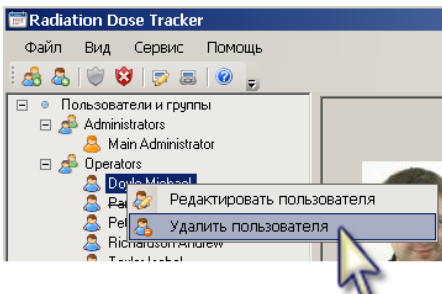 Radiation Dose Tracker
Файл Вид Сервис Помощь
Пользователи и группы
Administrators
Main Administrator
Operators
Doyle Michael
Редактировать пользователя
Удалить пользователя
Richardson Andrew